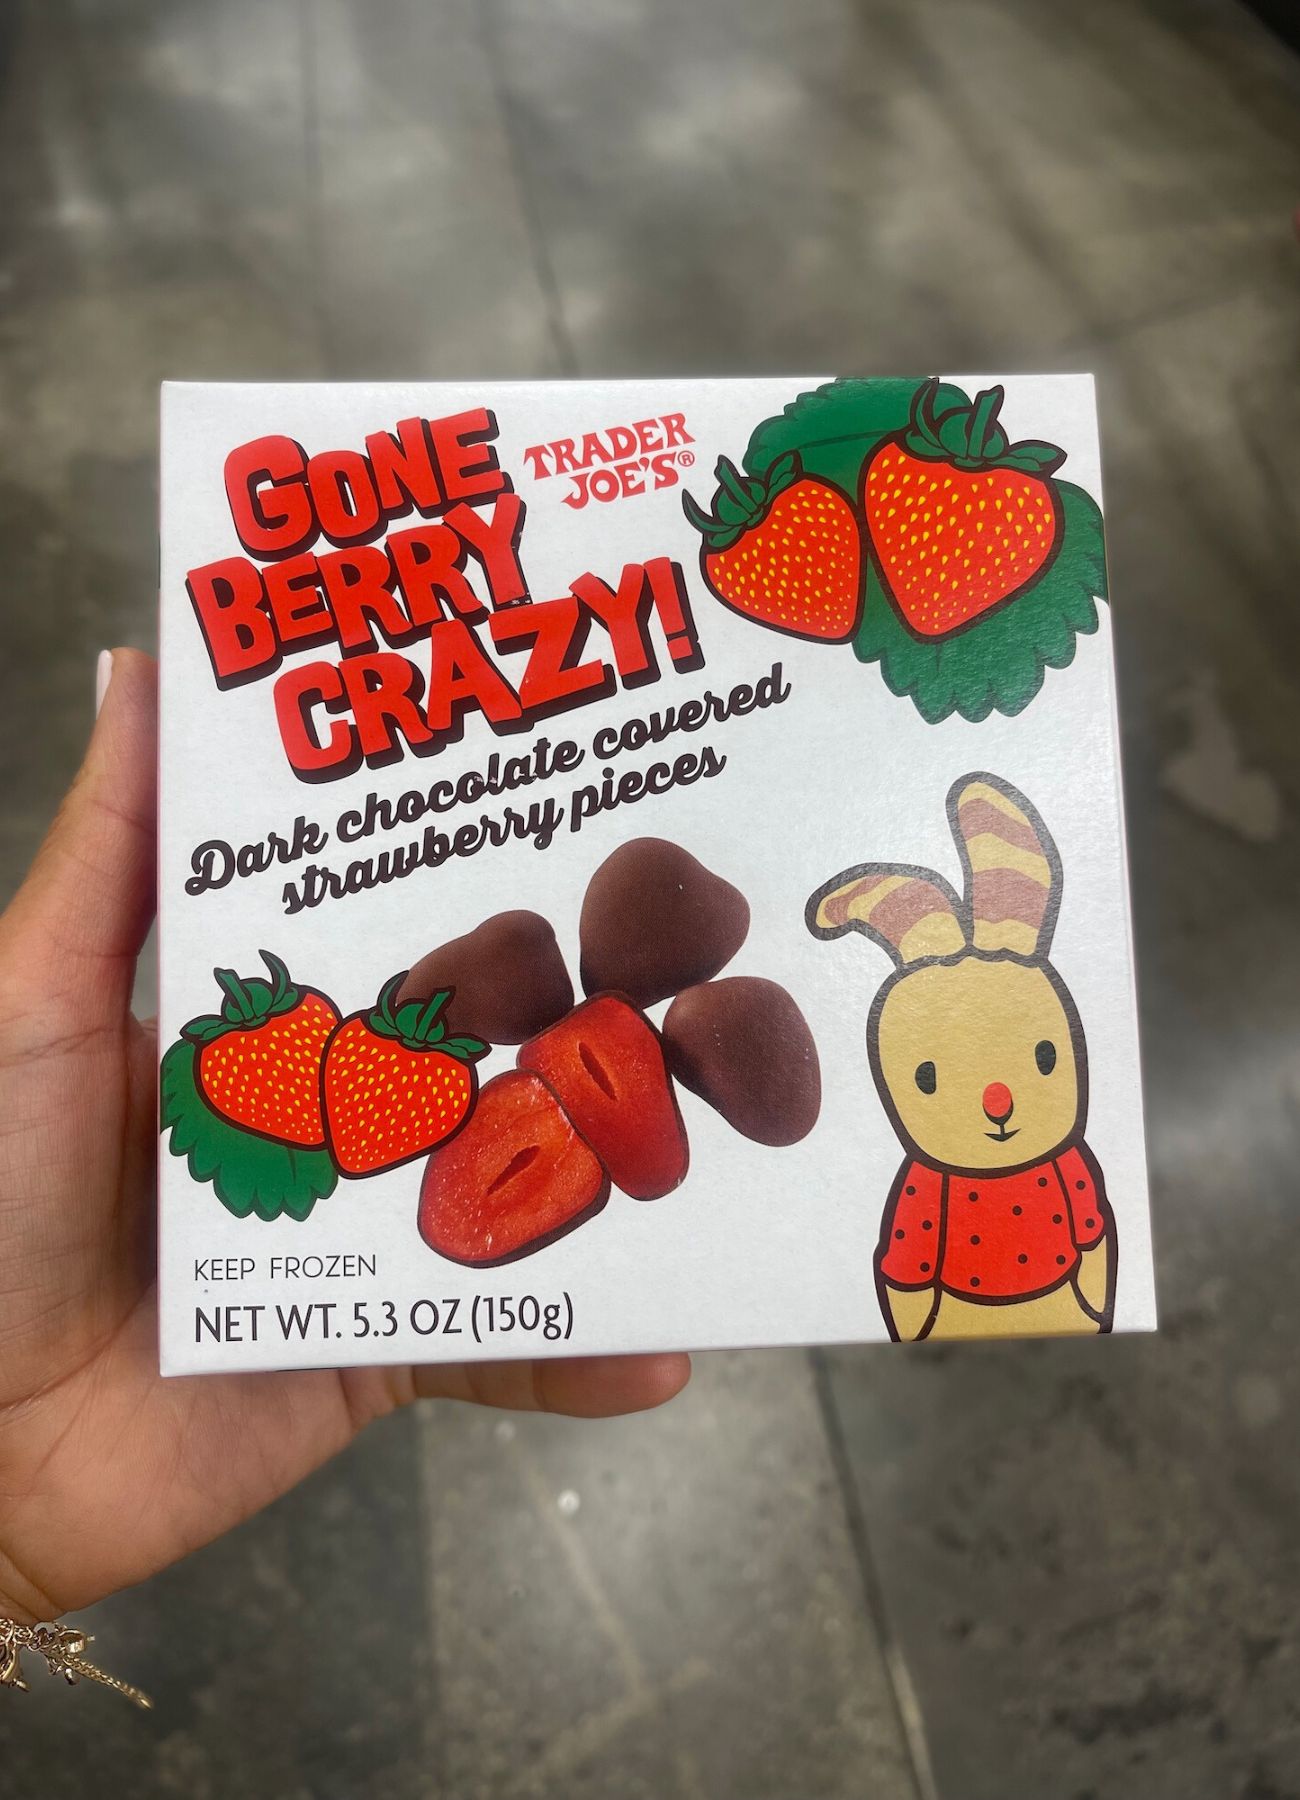 GONE
BERRY
CRAZY!
TRADER
JOE'S®
Dark chocolate covered
strawberry pieces
KEEP FROZEN
NET WT. 5.3 OZ (150g)